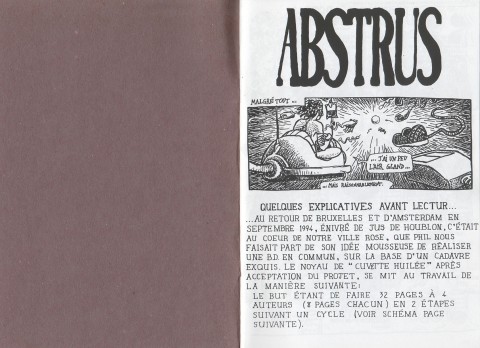 ABSTRUS
MALGRÉ TOUT...
... J'AI UN PEU
L'AIR GLAND...
... MAIS RAISONNABLEMENT.
QUELQUES EXPLICATIVES AVANT LECTUR...
...AU RETOUR DE BRUXELLES ET D'AMSTERDAM EN
SEPTEMBRE 1994, ÉNIVRÉ DE JUS DE HOUBLON, C'ÉTAIT
AU COEUR DE NOTRE VILLE ROSE, QUE PHIL NOUS
FAISAIT PART DE SON IDÉE MOUSSEUSE DE RÉALISER
UNE B.D. EN COMMUN, SUR LA BASE D'UN CADAVRE
EXQUIS. LE NOYAU DE "CUVETTE HUILÉE" APRÈS
ACCEPTATION DU PROJET, SE MIT AU TRAVAIL DE
LA MANIÈRE SUIVANTE:
LE BUT ÉTANT DE FAIRE 32 PAGES À 4
AUTEURS (8 PAGES CHACUN) EN 2 ÉTAPES
SUIVANT UN CYCLE (VOIR SCHÉMA PAGE
SUIVANTE).